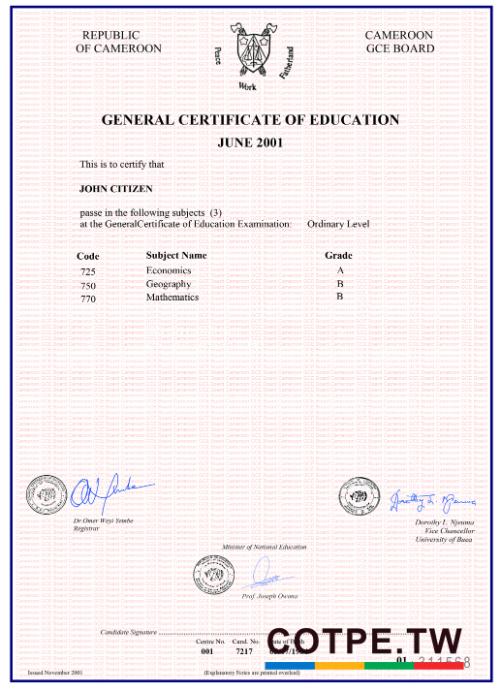 REPUBLIC
OF CAMEROON
CAMEROON
GCE BOARD
Peace
Work
Fatherland
GENERAL CERTIFICATE OF EDUCATION
JUNE 2001
This is to certify that
JOHN CITIZEN
passe in the following subjects (3)
at the GeneralCertificate of Education Examination: Ordinary Level
Code Subject Name Grade
725 Economics A
750 Geography B
770 Mathematics B
Dr Omer Weyi Yembe
Registrar
Dorothy L. Njeuma
Vice Chancellor
University of Buea
Minister of National Education
Prof. Joseph Owona
Candidate Signature
Centre No. Cand. No. Date of Birth
001 7217
COTPE.TW
01 311568
Issued November 2001 (Explanatory Notes are printed overleaf)